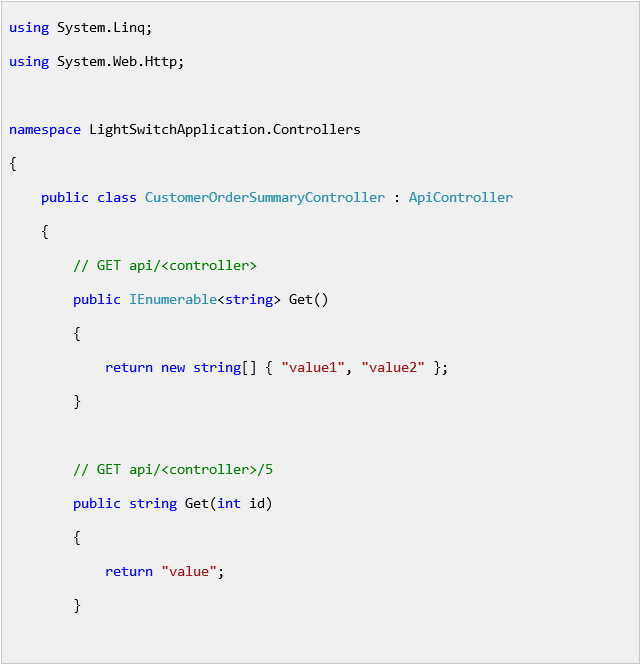 using System.Linq;
using System.Web.Http;
namespace LightSwitchApplication.Controllers
{
    public class CustomerOrderSummaryController : ApiController
    {
        // GET api/<controller>
        public IEnumerable<string> Get()
        {
            return new string[] { "value1", "value2" };
        }
        // GET api/<controller>/5
        public string Get(int id)
        {
            return "value";
        }